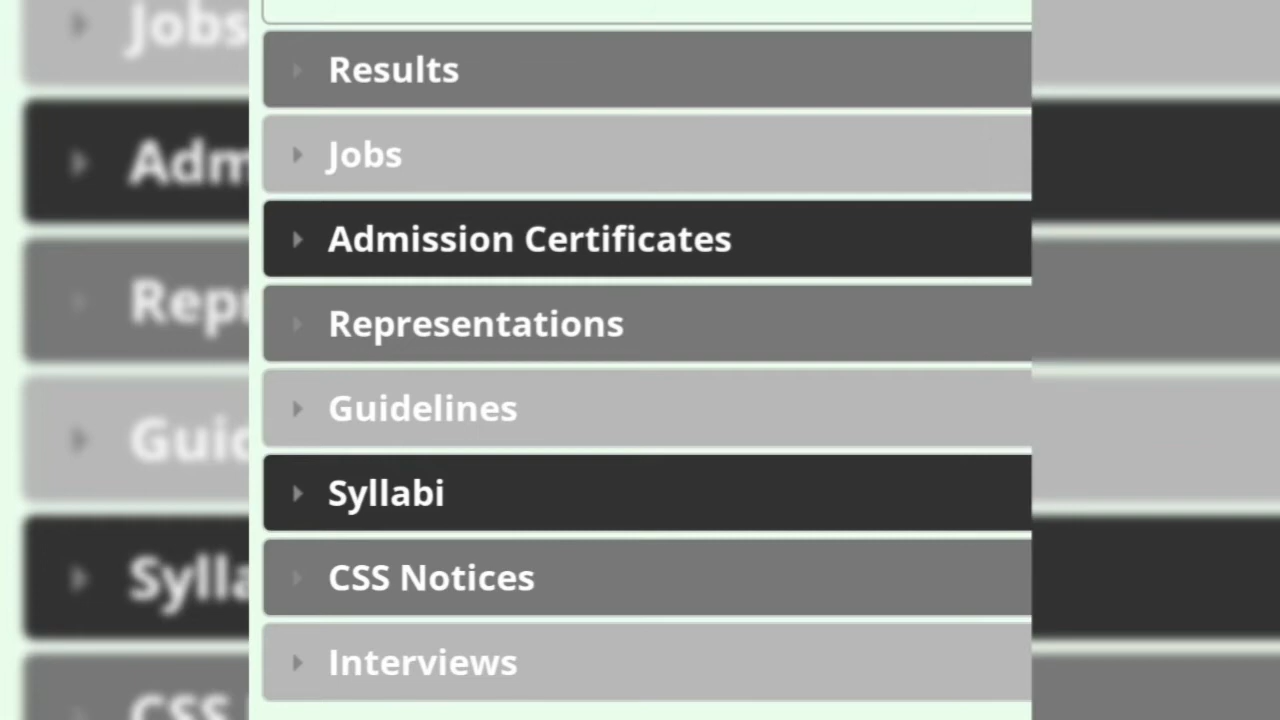 Results
Jobs
Admission Certificates
Representations
Guidelines
Syllabi
CSS Notices
Interviews